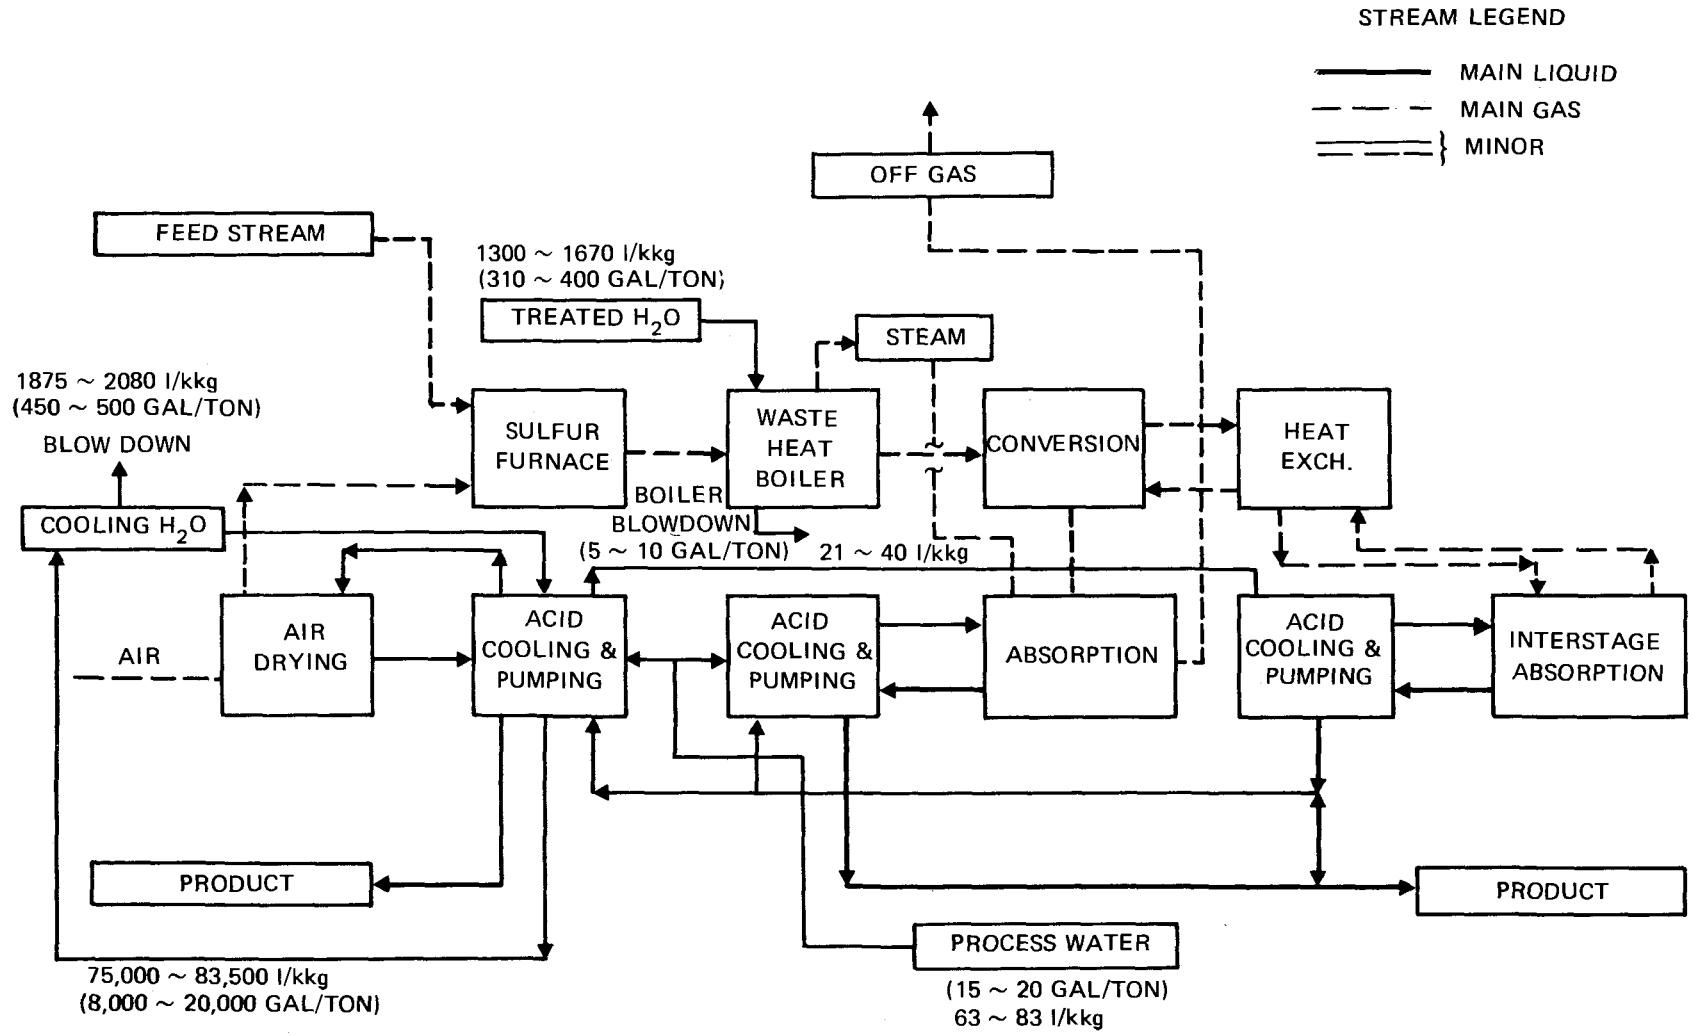 STREAM LEGEND
MAIN LIQUID
MAIN GAS
MINOR
OFF GAS
FEED STREAM
1300 ~ 1670 l/kkg
(310 ~ 400 GAL/TON)
TREATED H2O
STEAM
1875 ~ 2080 l/kkg
(450 ~ 500 GAL/TON)
BLOW DOWN
COOLING H2O
SULFUR
FURNACE
WASTE
HEAT
BOILER
CONVERSION
HEAT
EXCH.
BOILER
BLOWDOWN
(5 ~ 10 GAL/TON) 21 ~ 40 l/kkg
AIR
AIR
DRYING
ACID
COOLING &
PUMPING
ACID
COOLING &
PUMPING
ABSORPTION
ACID
COOLING &
PUMPING
INTERSTAGE
ABSORPTION
PRODUCT
PRODUCT
PROCESS WATER
(15 ~ 20 GAL/TON)
63 ~ 83 l/kkg
75,000 ~ 83,500 l/kkg
(8,000 ~ 20,000 GAL/TON)